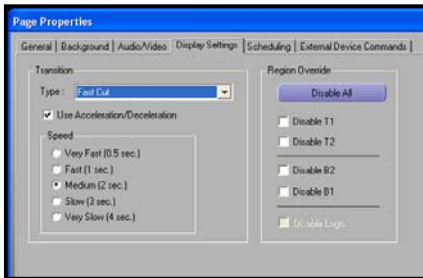 Page Properties
General Background Audio/Video Display Settings Scheduling External Device Commands
Transition
Type : Fast Cut
Use Acceleration/Deceleration
Speed
Very Fast (0.5 sec.)
Fast (1 sec.)
Medium (2 sec.)
Slow (3 sec.)
Very Slow (4 sec.)
Region Override
Disable All
Disable T1
Disable T2
Disable B2
Disable B1
Disable Logo